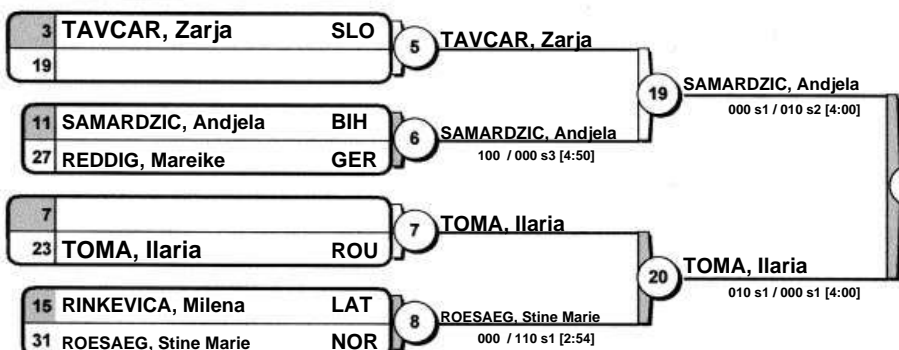 3 TAVCAR, Zarja SLO
19
5 TAVCAR, Zarja
11 SAMARDZIC, Andjela BIH
27 REDDIG, Mareike GER
6 SAMARDZIC, Andjela
100 / 000 s3 [4:50]
19 SAMARDZIC, Andjela
000 s1 / 010 s2 [4:00]
7
23 TOMA, Ilaria ROU
7 TOMA, Ilaria
15 RINKEVICA, Milena LAT
31 ROESAEG, Stine Marie NOR
8 ROESAEG, Stine Marie
000 / 110 s1 [2:54]
20 TOMA, Ilaria
010 s1 / 000 s1 [4:00]